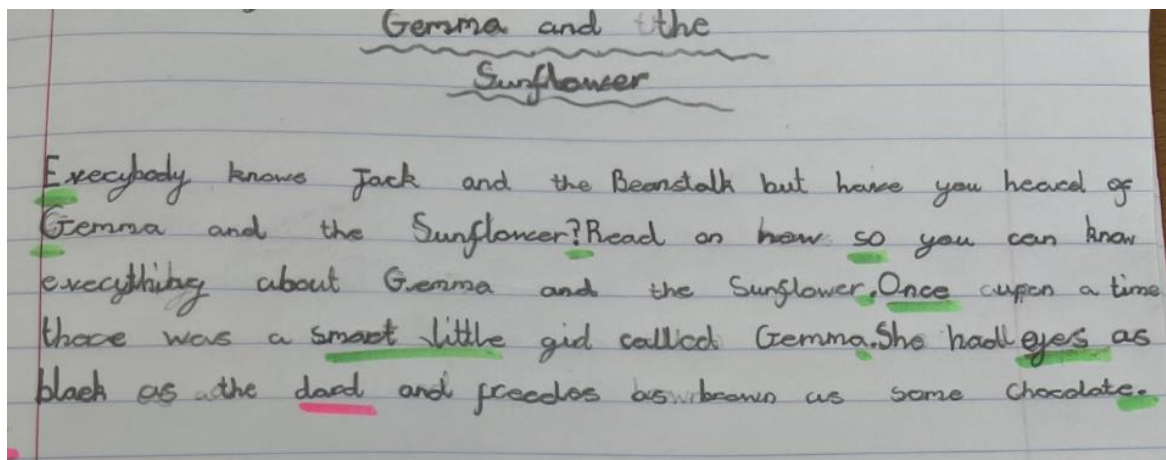 Gemma and the
Sunflower
Everybody knows Jack and the Beanstalk but have you heard of
Gemma and the Sunflower? Read on now so you can know
everything about Gemma and the Sunflower. Once upon a time
there was a smart little girl called Gemma. She had eyes as
black as the dard and as brown as some chocolate.